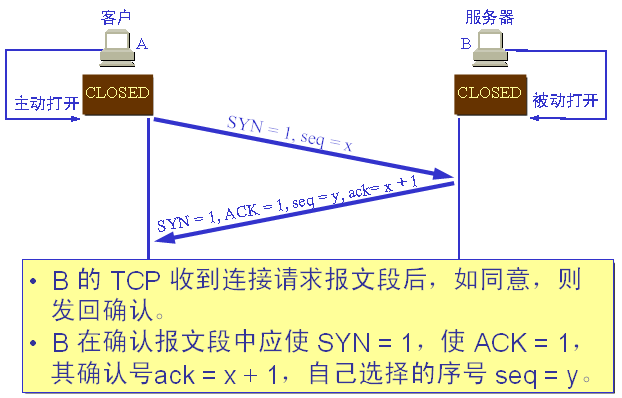 客户
服务器
A
B
CLOSED
CLOSED
主动打开
被动打开
SYN = 1, seq = x
SYN = 1, ACK = 1, seq = y, ack= x + 1
• B 的 TCP 收到连接请求报文段后，如同意，则
发回确认。
• B 在确认报文段中应使 SYN = 1，使 ACK = 1，
其确认号ack = x + 1，自己选择的序号 seq = y。